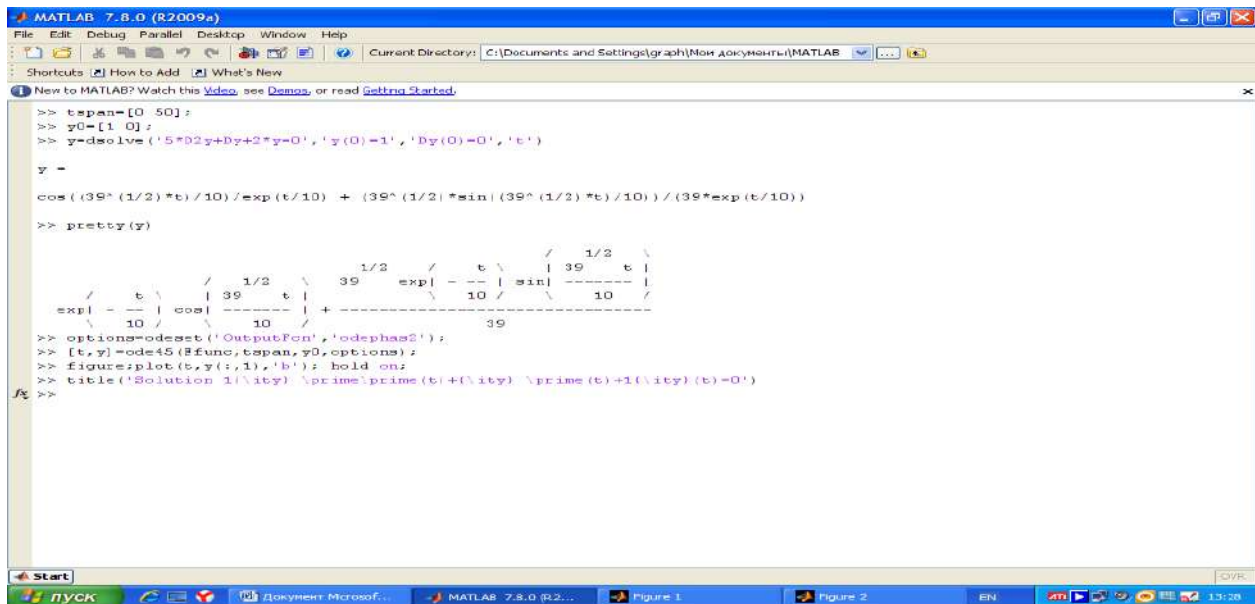 MATLAB 7.8.0 (R2009a)
File Edit Debug Parallel Desktop Window Help
Current Directory: C:\Documents and Settings\graph\Мои документы\MATLAB
Shortcuts How to Add What's New
New to MATLAB? Watch this Video, see Demos, or read Getting Started.
>> tspan=[0 50];
>> y0=[1 0];
>> y=dsolve('5*D2y+Dy+2*y=0','y(0)=1','Dy(0)=0','t')
y =
cos((39^(1/2)*t)/10)/exp(t/10) + (39^(1/2)*sin((39^(1/2)*t)/10))/(39*exp(t/10))
>> pretty(y)
/ 1/2 \
1/2 / t \ | 39 t |
/ 1/2 \ 39 exp| - -- | sin| ------- |
/ t \ | 39 t | \ 10 / \ 10 /
exp| - -- | cos| ------- | + ---------------------------------
\ 10 / \ 10 / 39
>> options=odeset('OutputFcn','odephas2');
>> [t,y]=ode45(@func,tspan,y0,options);
>> figure;plot(t,y(:,1),'b'); hold on;
>> title('Solution 1{\ity} \prime\prime(t)+{\ity} \prime(t)+1{\ity}(t)=0')
fx >>
Start
OVR
пуск
Документ Microsof...
MATLAB 7.8.0 (R2...
Figure 1
Figure 2
EN
13:28